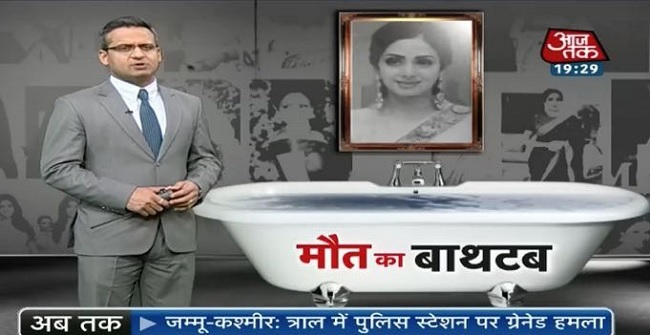 आज
तक
19:29
मौत का बाथटब
अब तक
जम्मू-कश्मीर: त्राल में पुलिस स्टेशन पर ग्रेनेड हमला